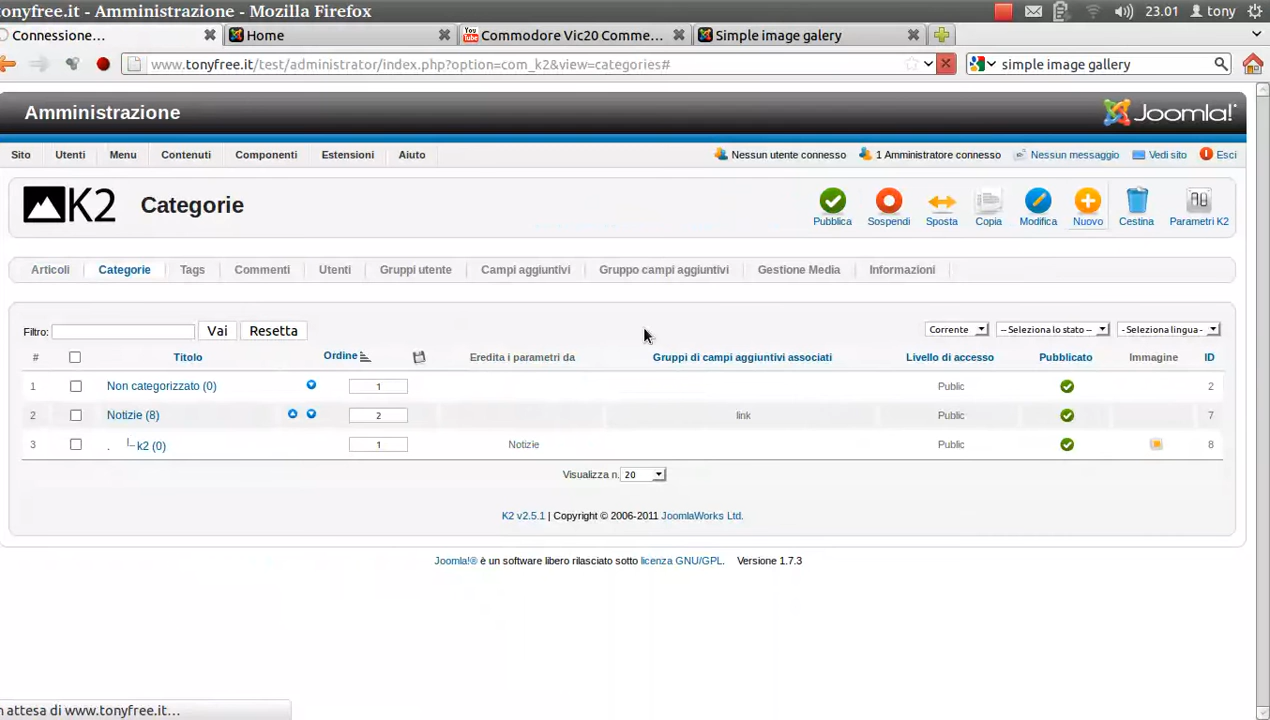 tonyfree.it - Amministrazione - Mozilla Firefox
23.01 tony
Connessione... Home Commodore Vic20 Comme... Simple image galery
www.tonyfree.it/test/administrator/index.php?option=com_k2&view=categories# simple image gallery
Amministrazione Joomla!
Sito Utenti Menu Contenuti Componenti Estensioni Aiuto Nessun utente connesso 1 Amministratore connesso Nessun messaggio Vedi sito Esci
K2 Categorie
Pubblica Sospendi Sposta Copia Modifica Nuovo Cestina Parametri K2
Articoli Categorie Tags Commenti Utenti Gruppi utente Campi aggiuntivi Gruppo campi aggiuntivi Gestione Media Informazioni
Filtro: Vai Resetta Corrente -- Seleziona lo stato -- - Seleziona lingua -
# Titolo Ordine Eredita i parametri da Gruppi di campi aggiuntivi associati Livello di accesso Pubblicato Immagine ID
1 Non categorizzato (0) 1 Public 2
2 Notizie (8) 2 link Public 7
3 . k2 (0) 1 Notizie Public 8
Visualizza n. 20
K2 v2.5.1 | Copyright © 2006-2011 JoomlaWorks Ltd.
Joomla!® è un software libero rilasciato sotto licenza GNU/GPL. Versione 1.7.3
n attesa di www.tonyfree.it...